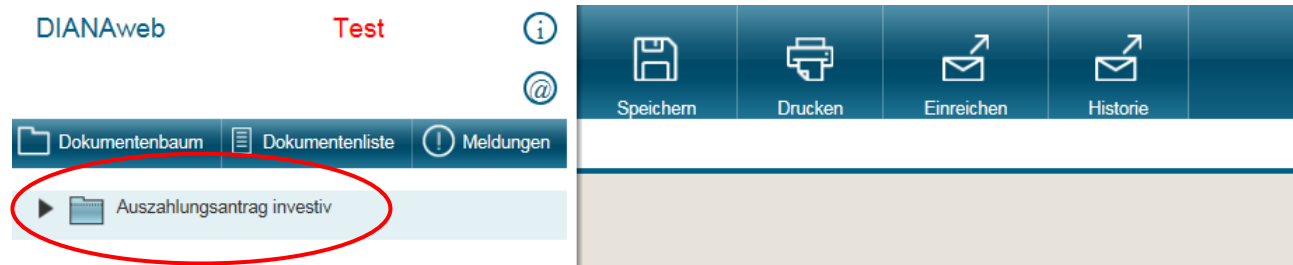 DIANAweb Test
Speichern Drucken Einreichen Historie
Dokumentenbaum Dokumentenliste Meldungen
Auszahlungsantrag investiv